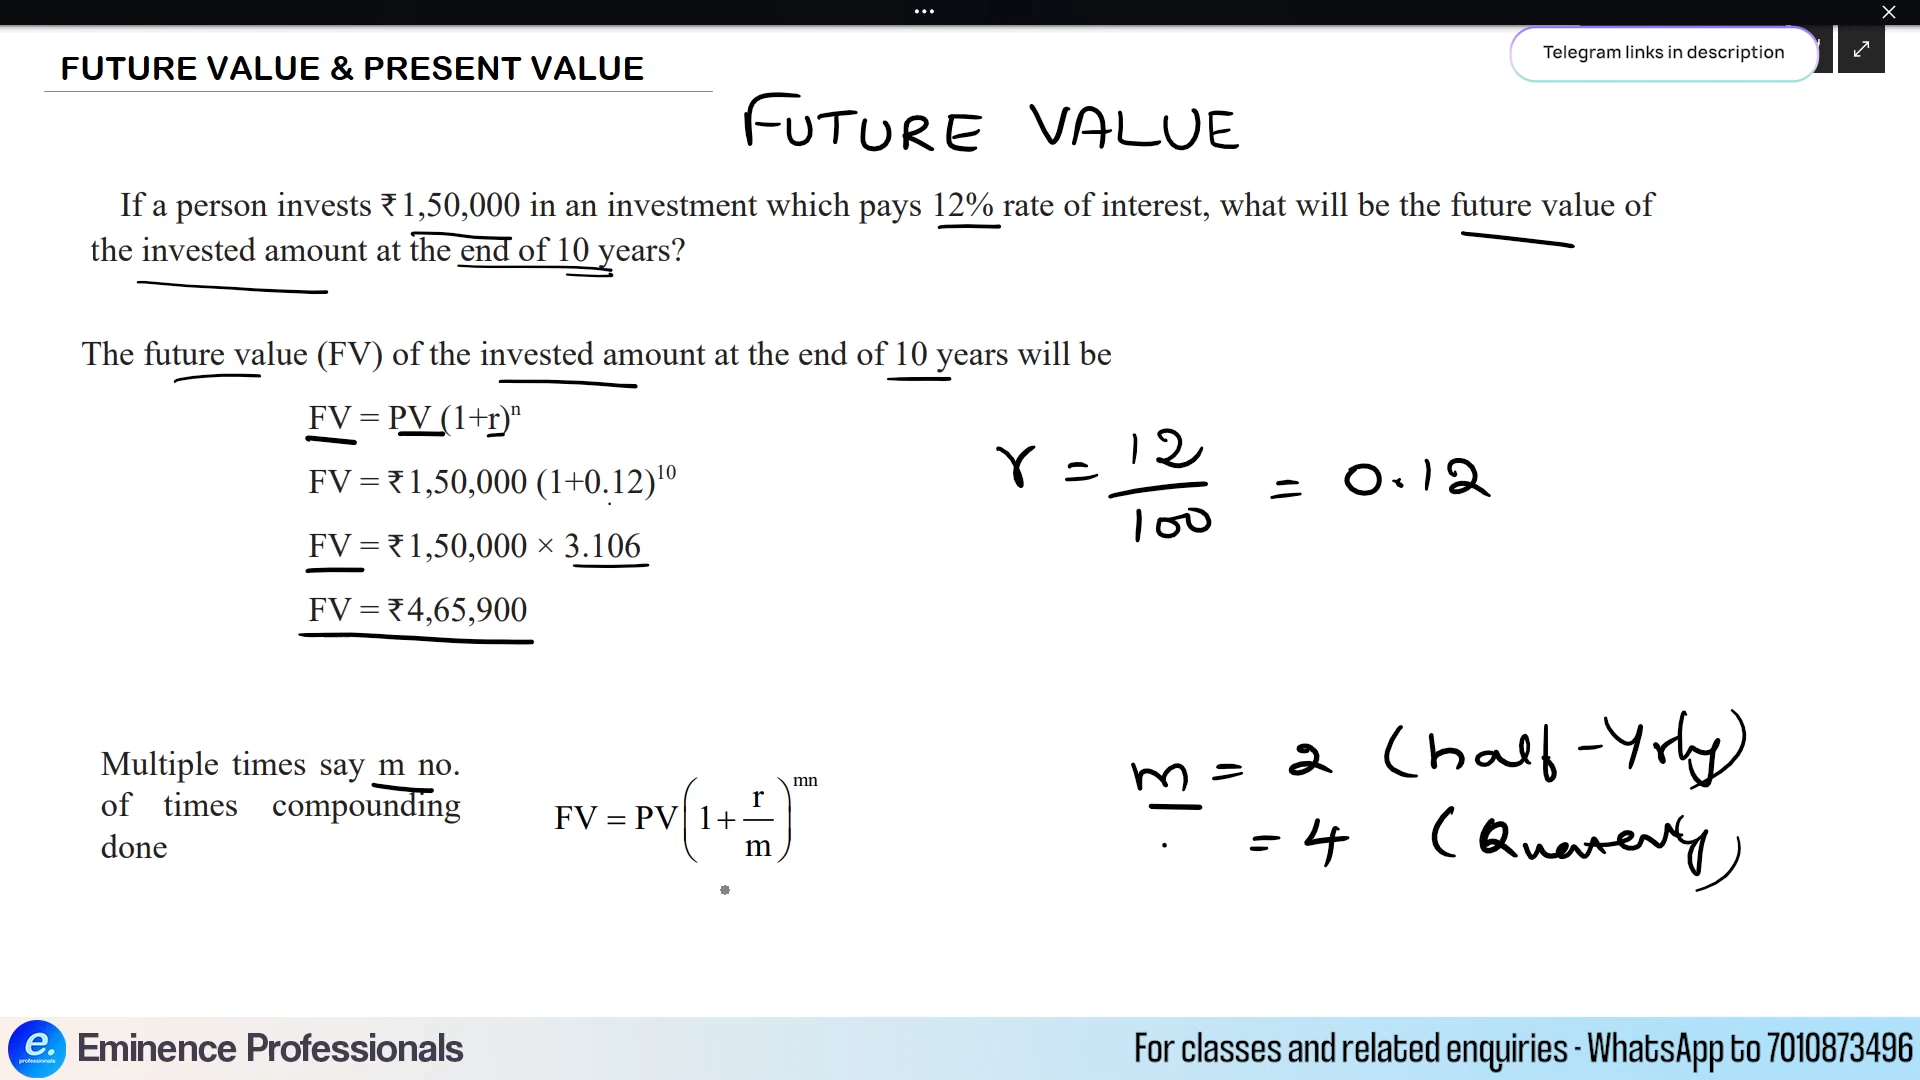 FUTURE VALUE & PRESENT VALUE
Telegram links in description
FUTURE VALUE
If a person invests ₹1,50,000 in an investment which pays 12% rate of interest, what will be the future value of
the invested amount at the end of 10 years?
The future value (FV) of the invested amount at the end of 10 years will be
FV = PV (1+r)ⁿ
FV = ₹1,50,000 (1+0.12)¹⁰
FV = ₹1,50,000 × 3.106
FV = ₹4,65,900
r = 12/100 = 0.12
Multiple times say m no.
of times compounding
done
FV = PV(1+r/m)^mn
m = 2 (half-Yrly)
= 4 (Quarterly)
e.
professionals
Eminence Professionals
For classes and related enquiries - WhatsApp to 7010873496